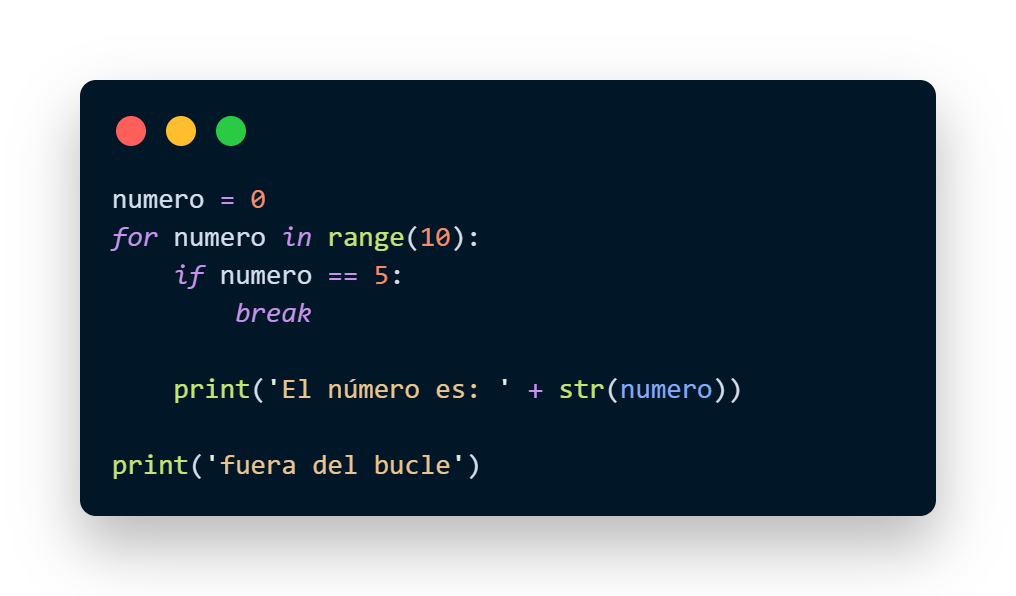 numero = 0
for numero in range(10):
    if numero == 5:
        break
    print('El número es: ' + str(numero))
print('fuera del bucle')